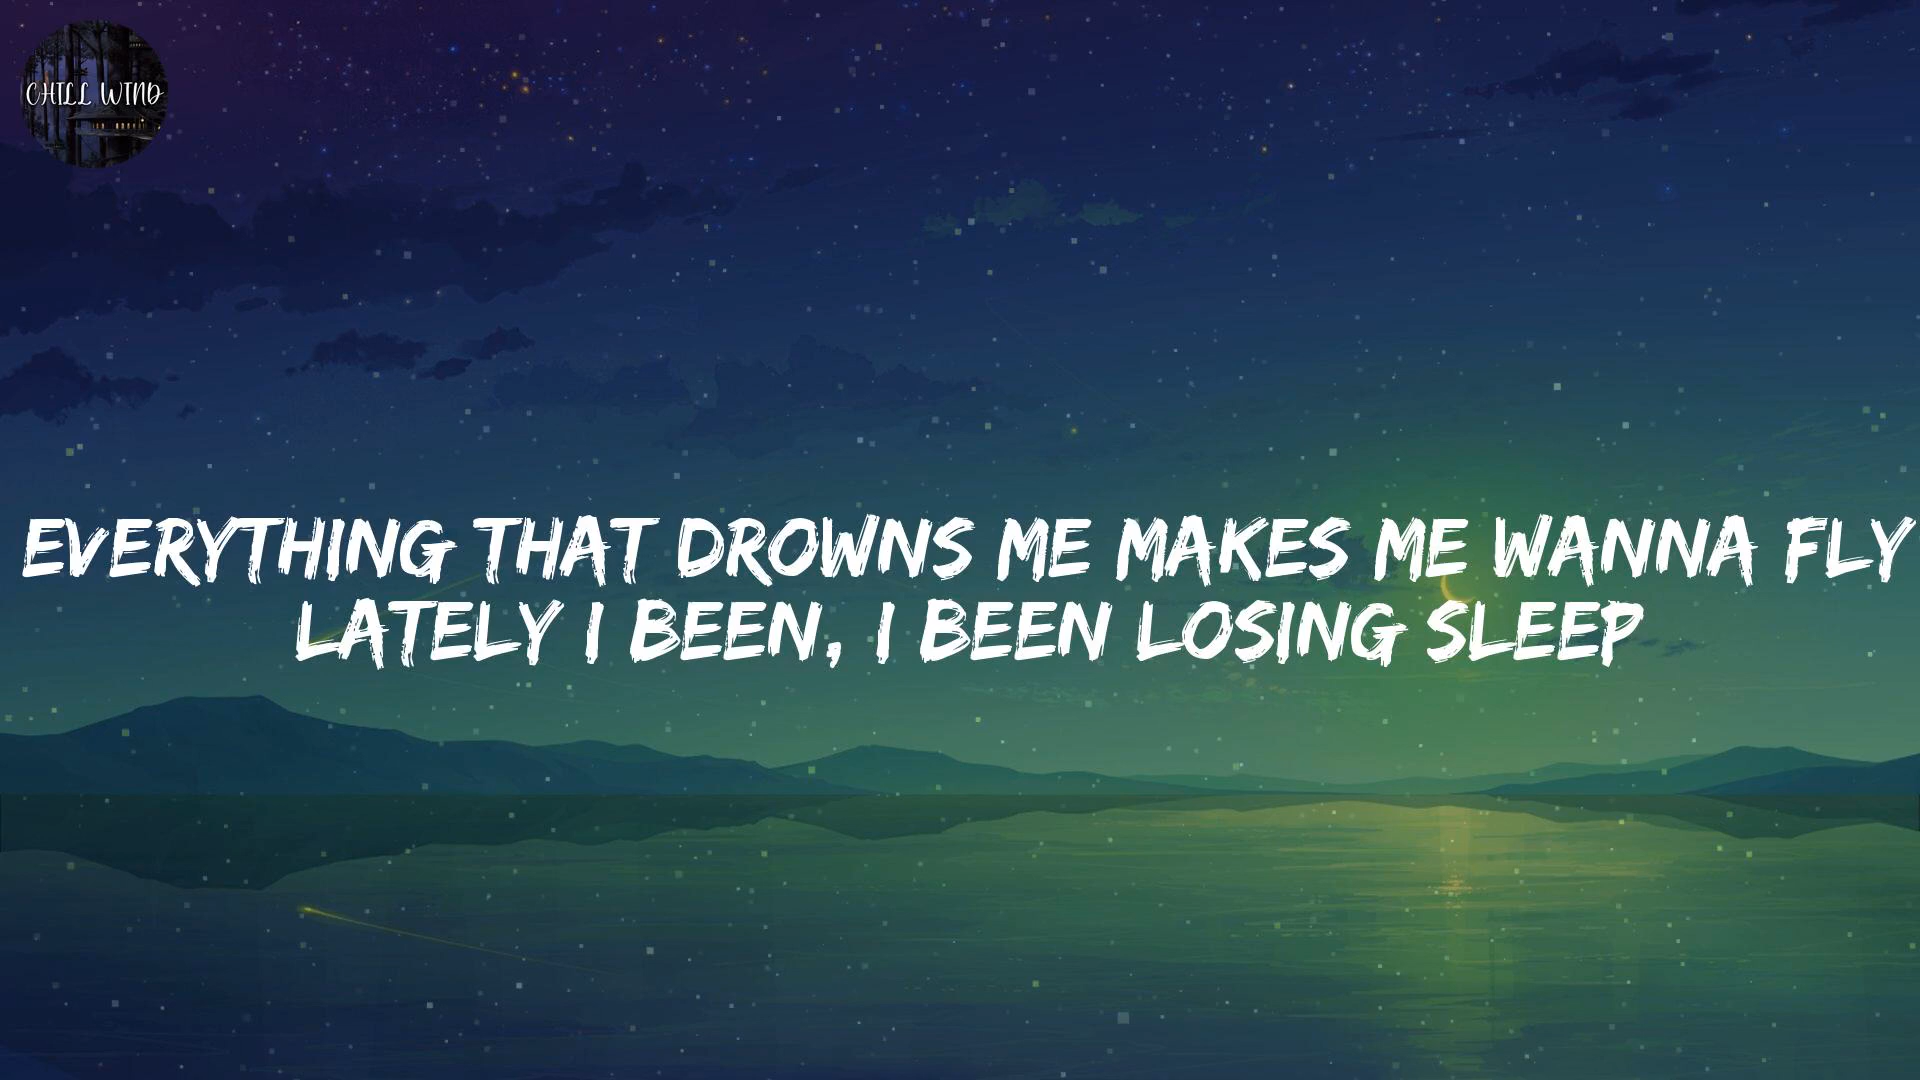 CHILL WIND
EVERYTHING THAT DROWNS ME MAKES ME WANNA FLY
LATELY I BEEN, I BEEN LOSING SLEEP